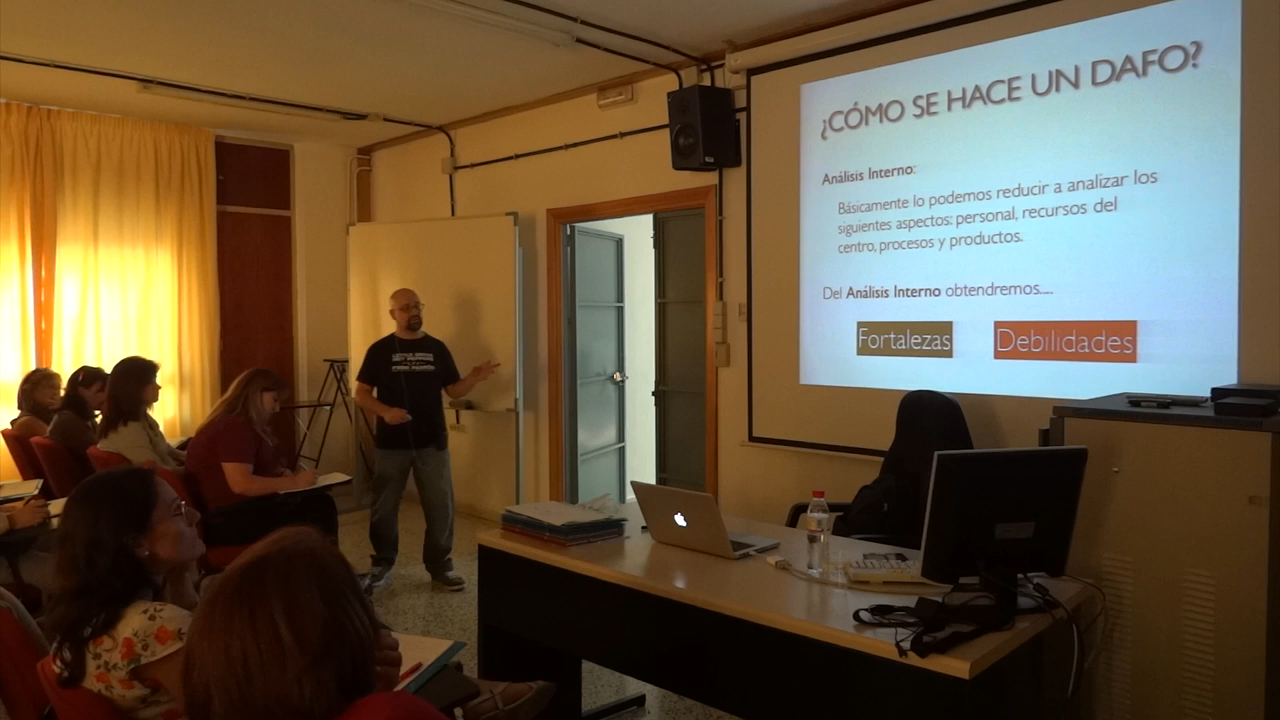 ¿CÓMO SE HACE UN DAFO?
Análisis Interno:
Básicamente lo podemos reducir a analizar los
siguientes aspectos: personal, recursos del
centro, procesos y productos.
Del Análisis Interno obtendremos....
Fortalezas
Debilidades